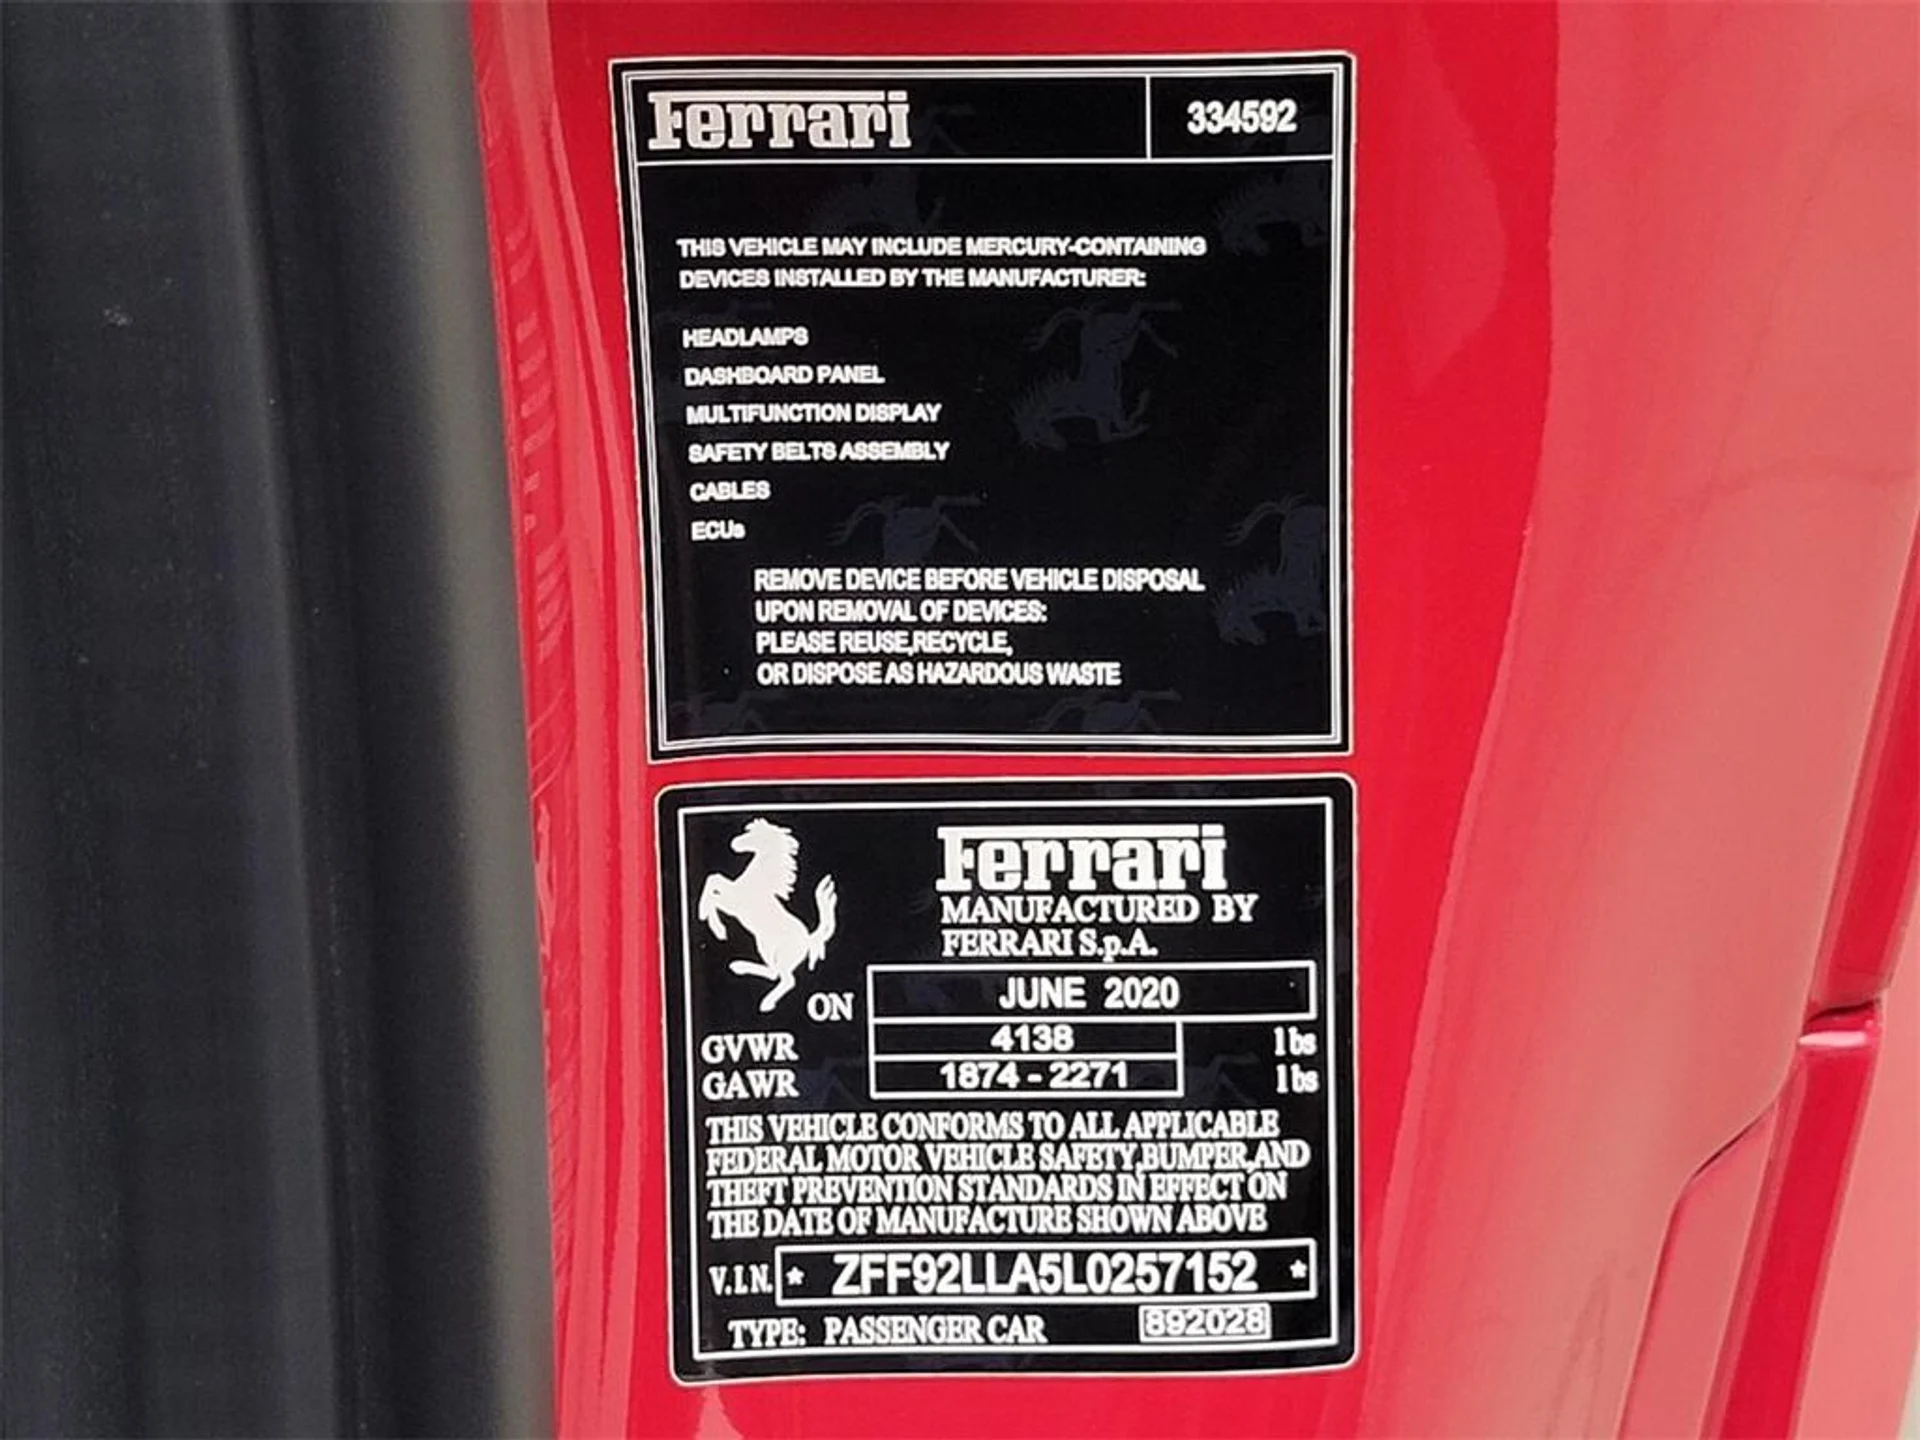 Ferrari 334592
THIS VEHICLE MAY INCLUDE MERCURY-CONTAINING
DEVICES INSTALLED BY THE MANUFACTURER:
HEADLAMPS
DASHBOARD PANEL
MULTIFUNCTION DISPLAY
SAFETY BELTS ASSEMBLY
CABLES
ECUs
REMOVE DEVICE BEFORE VEHICLE DISPOSAL
UPON REMOVAL OF DEVICES:
PLEASE REUSE,RECYCLE,
OR DISPOSE AS HAZARDOUS WASTE
Ferrari
MANUFACTURED BY
FERRARI S.p.A.
ON JUNE 2020
GVWR 4138 lbs
GAWR 1874 - 2271 lbs
THIS VEHICLE CONFORMS TO ALL APPLICABLE
FEDERAL MOTOR VEHICLE SAFETY,BUMPER,AND
THEFT PREVENTION STANDARDS IN EFFECT ON
THE DATE OF MANUFACTURE SHOWN ABOVE
V.I.N. * ZFF92LLA5L0257152 *
TYPE: PASSENGER CAR 892028